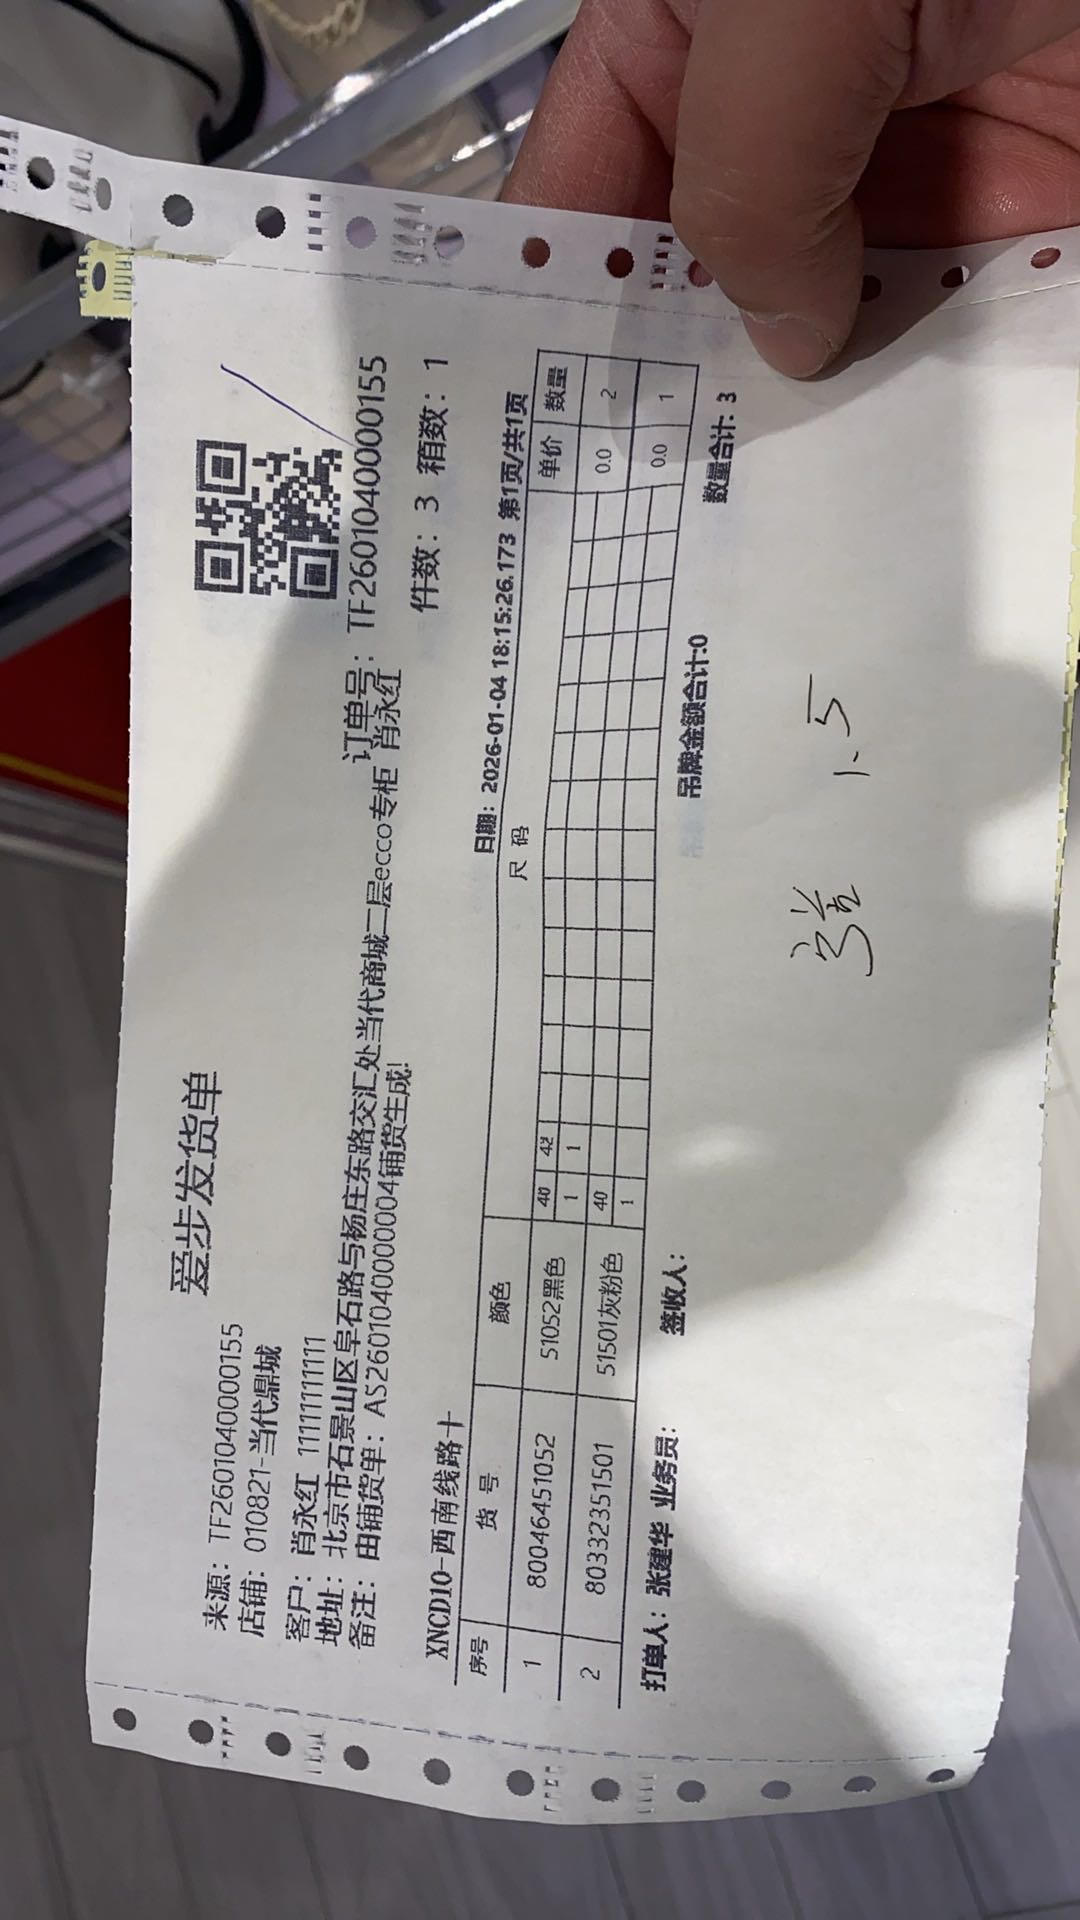 爱步发货单
来源：TF2601040000155
店铺：010821-当代鼎城
订单号：TF2601040000155
客户：肖永红 11111111111
地址：北京市石景山区阜石路与杨庄东路交汇处当代商城二层ecco专柜 肖永红
备注：由铺货单：AS260104000004铺货生成!
件数：3 箱数：1
XNCD10-西南线路十
日期：2026-01-04 18:15:26.173 第1页/共1页
序号 货号 颜色 尺码 单价 数量
40 42
1 80046451052 51052黑色 1 1 0.0 2
40
2 80332351501 51501灰粉色 1 0.0 1
吊牌金额合计:0 数量合计: 3
打单人：张建华 业务员： 签收人：
1.5